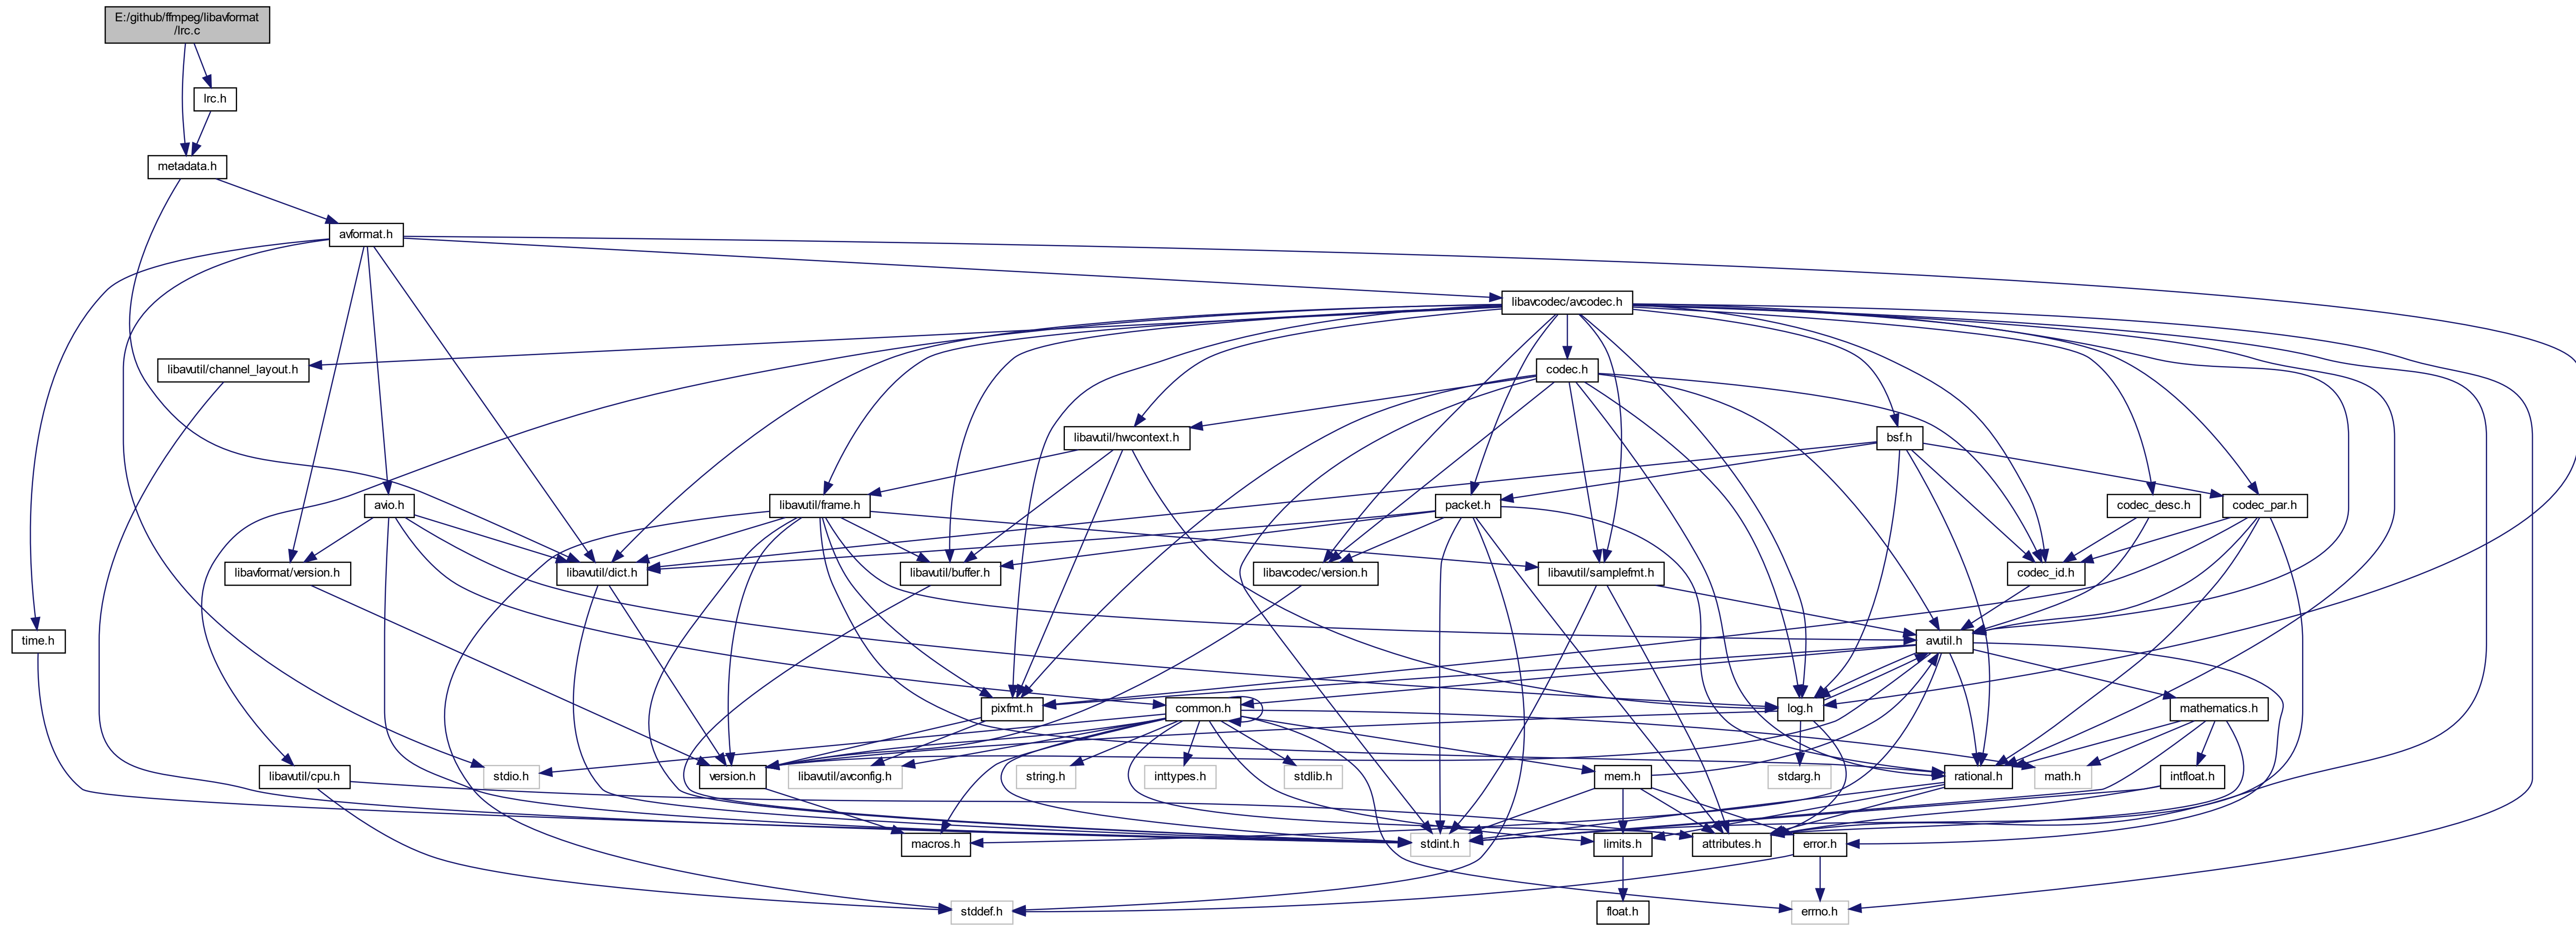 E:/github/ffmpeg/libavformat
/lrc.c
lrc.h
metadata.h
avformat.h
libavcodec/avcodec.h
libavutil/channel_layout.h
codec.h
libavutil/hwcontext.h
bsf.h
avio.h
libavutil/frame.h
packet.h
codec_desc.h
codec_par.h
libavformat/version.h
libavutil/dict.h
libavutil/buffer.h
libavcodec/version.h
libavutil/samplefmt.h
codec_id.h
time.h
avutil.h
pixfmt.h
common.h
log.h
mathematics.h
libavutil/cpu.h
stdio.h
version.h
libavutil/avconfig.h
string.h
inttypes.h
stdlib.h
mem.h
stdarg.h
rational.h
math.h
intfloat.h
macros.h
stdint.h
limits.h
attributes.h
error.h
stddef.h
float.h
errno.h